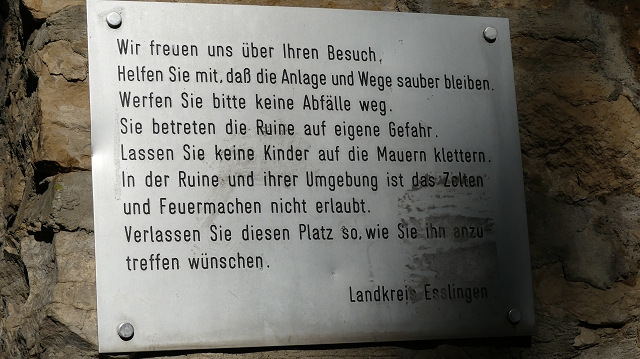 Wir freuen uns über Ihren Besuch,
Helfen Sie mit, daß die Anlage und Wege sauber bleiben.
Werfen Sie bitte keine Abfälle weg.
Sie betreten die Ruine auf eigene Gefahr.
Lassen Sie keine Kinder auf die Mauern klettern.
In der Ruine und ihrer Umgebung ist das Zelten
und Feuermachen nicht erlaubt.
Verlassen Sie diesen Platz so, wie Sie ihn anzu-
treffen wünschen.
Landkreis Esslingen